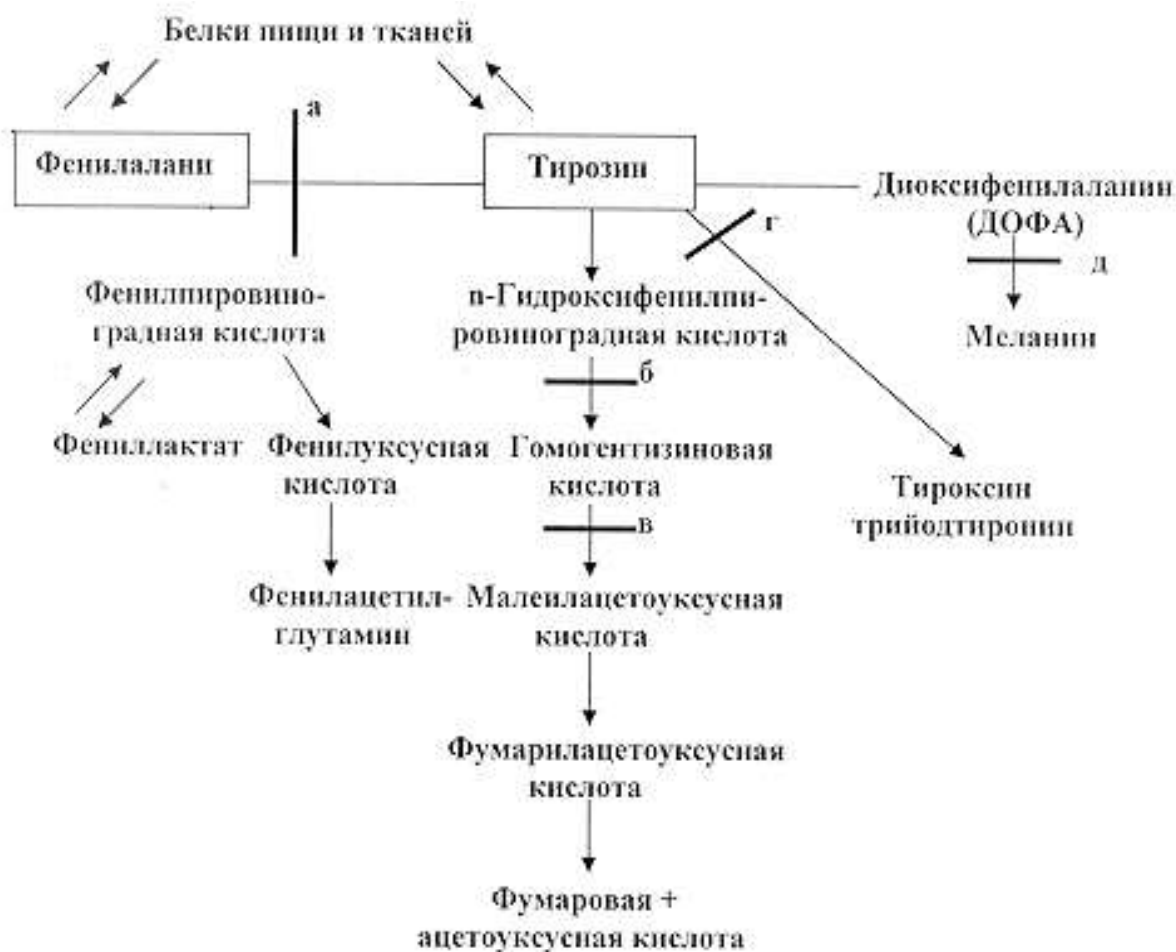 Белки пищи и тканей
а
Фенилалани
Тирозин
Диоксифенилаланин
(ДОФА)
г
д
Фенилпировино-
градная кислота
п-Гидроксифенилпи-
ровиноградная кислота
Меланин
б
Фениллактат
Фенилуксусная
кислота
Гомогентизиновая
кислота
Тироксин
трийодтиронин
в
Фенилацетил-
глутамин
Малеилацетоуксусная
кислота
Фумарилацетоуксусная
кислота
Фумаровая +
ацетоуксусная кислота